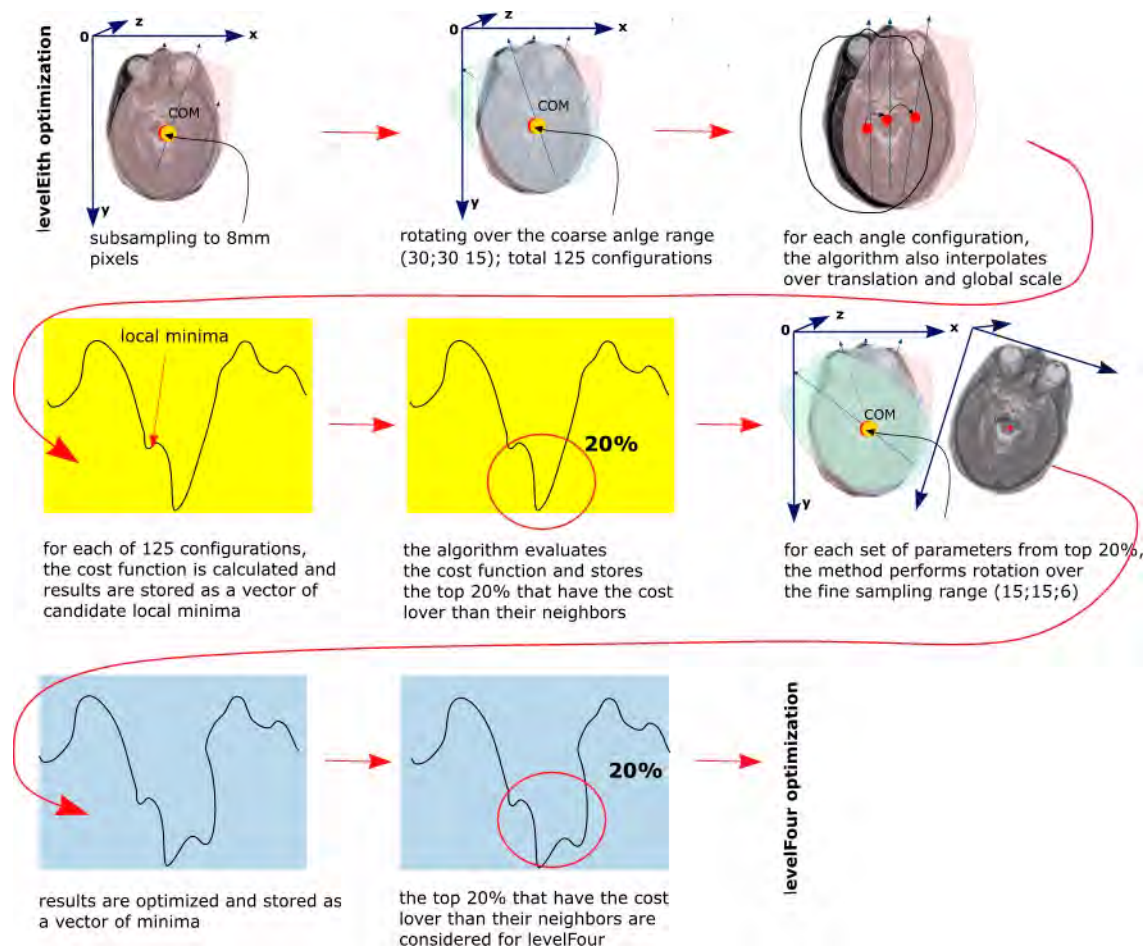 levelEith optimization
z
0
x
COM
y
subsampling to 8mm
pixels
z
0
x
COM
y
rotating over the coarse anlge range
(30;30 15); total 125 configurations
for each angle configuration,
the algorithm also interpolates
over translation and global scale
local minima
for each of 125 configurations,
the cost function is calculated and
results are stored as a vector of
candidate local minima
20%
the algorithm evaluates
the cost function and stores
the top 20% that have the cost
lover than their neighbors
z
0
x
COM
y
for each set of parameters from top 20%,
the method performs rotation over
the fine sampling range (15;15;6)
results are optimized and stored as
a vector of minima
20%
the top 20% that have the cost
lover than their neighbors are
considered for levelFour
levelFour optimization